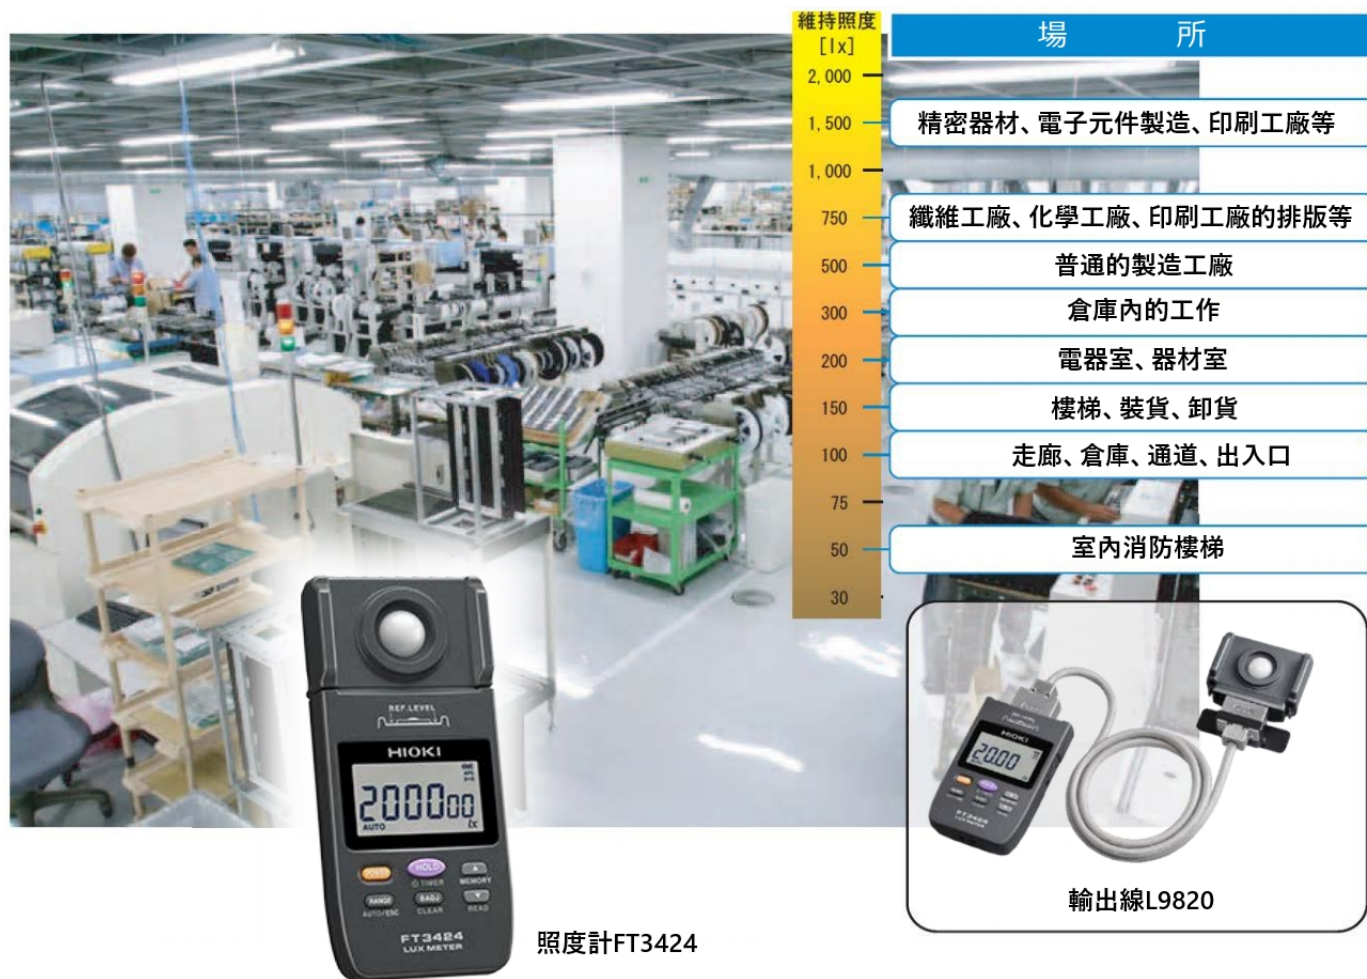 維持照度
[lx]
場 所
2,000
1,500 精密器材、電子元件製造、印刷工廠等
1,000
750 纖維工廠、化學工廠、印刷工廠的排版等
500 普通的製造工廠
300 倉庫內的工作
200 電器室、器材室
150 樓梯、裝貨、卸貨
100 走廊、倉庫、通道、出入口
75
50 室內消防樓梯
30
REF.LEVEL
HIOKI
200000
AUTO lx
HOLD
TIMER
MEMORY
RANGE 0ADJ
AUTO/ESC CLEAR READ
FT3424
LUX METER
照度計FT3424
HIOKI
20.00
FT3424
LUX METER
輸出線L9820